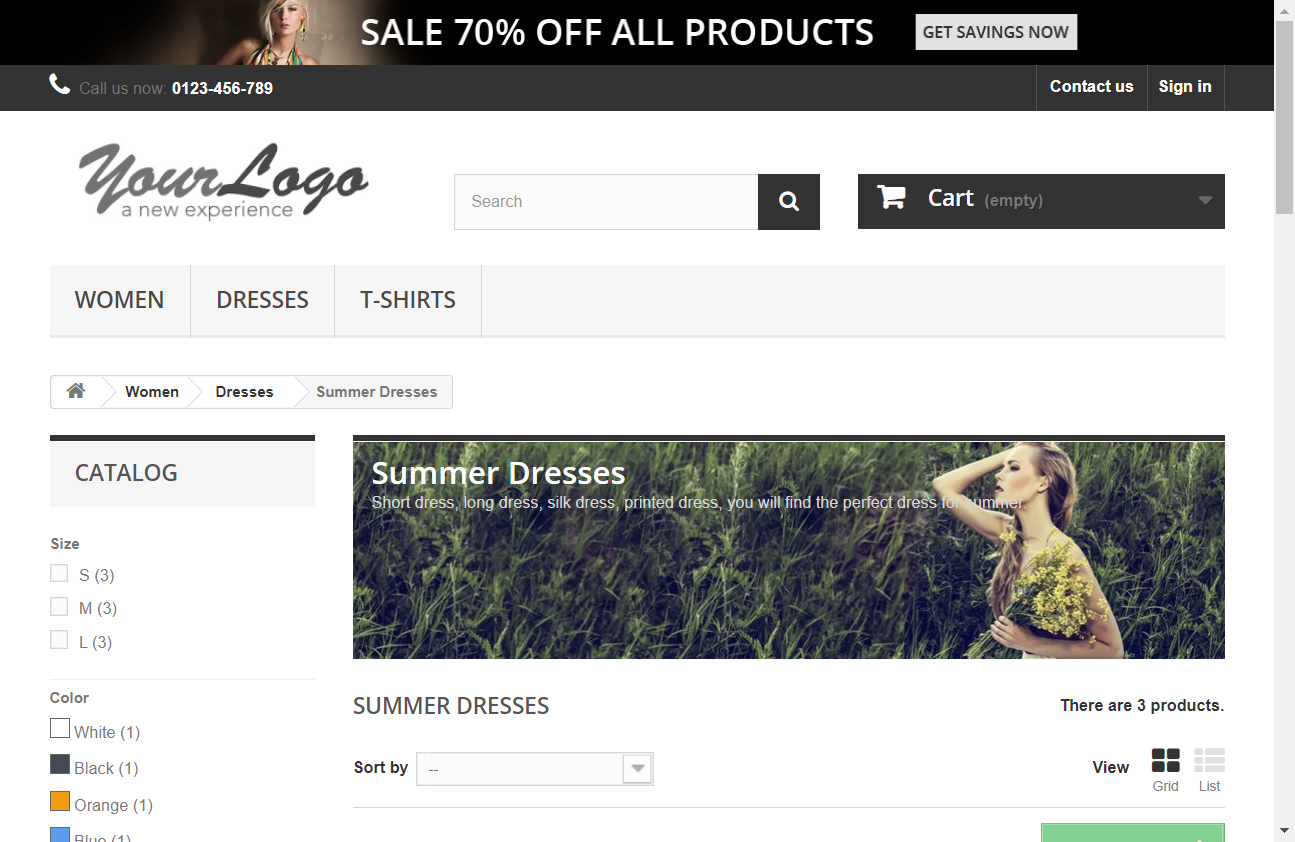 SALE 70% OFF ALL PRODUCTS
GET SAVINGS NOW
Call us now: 0123-456-789
Contact us
Sign in
Your Logo
a new experience
Search
Cart (empty)
WOMEN
DRESSES
T-SHIRTS
Women
Dresses
Summer Dresses
CATALOG
Size
S (3)
M (3)
L (3)
Color
White (1)
Black (1)
Orange (1)
Blue (1)
Summer Dresses
Short dress, long dress, silk dress, printed dress, you will find the perfect dress for summer.
SUMMER DRESSES
There are 3 products.
Sort by
--
View
Grid
List